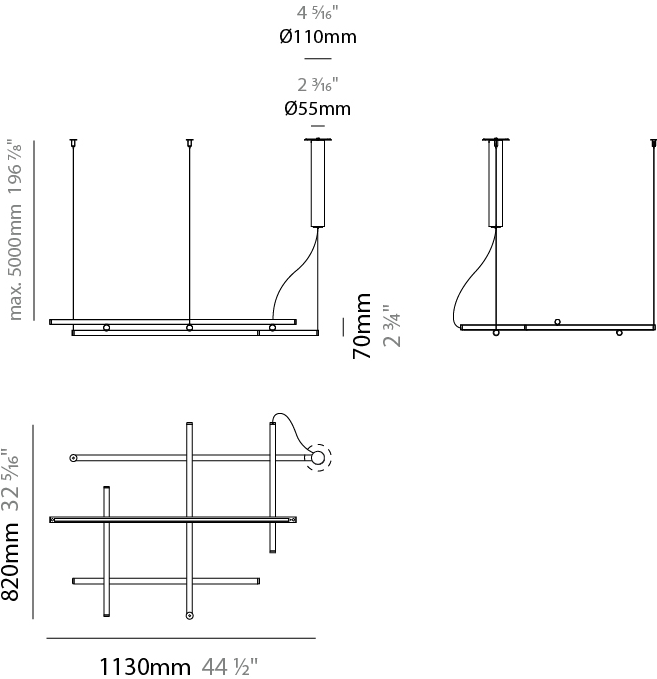 4 5⁄16"
Ø110mm
2 3⁄16"
Ø55mm
max. 5000mm 196 7⁄8"
70mm
2 3⁄4"
820mm 32 5⁄16"
1130mm 44 1⁄2"